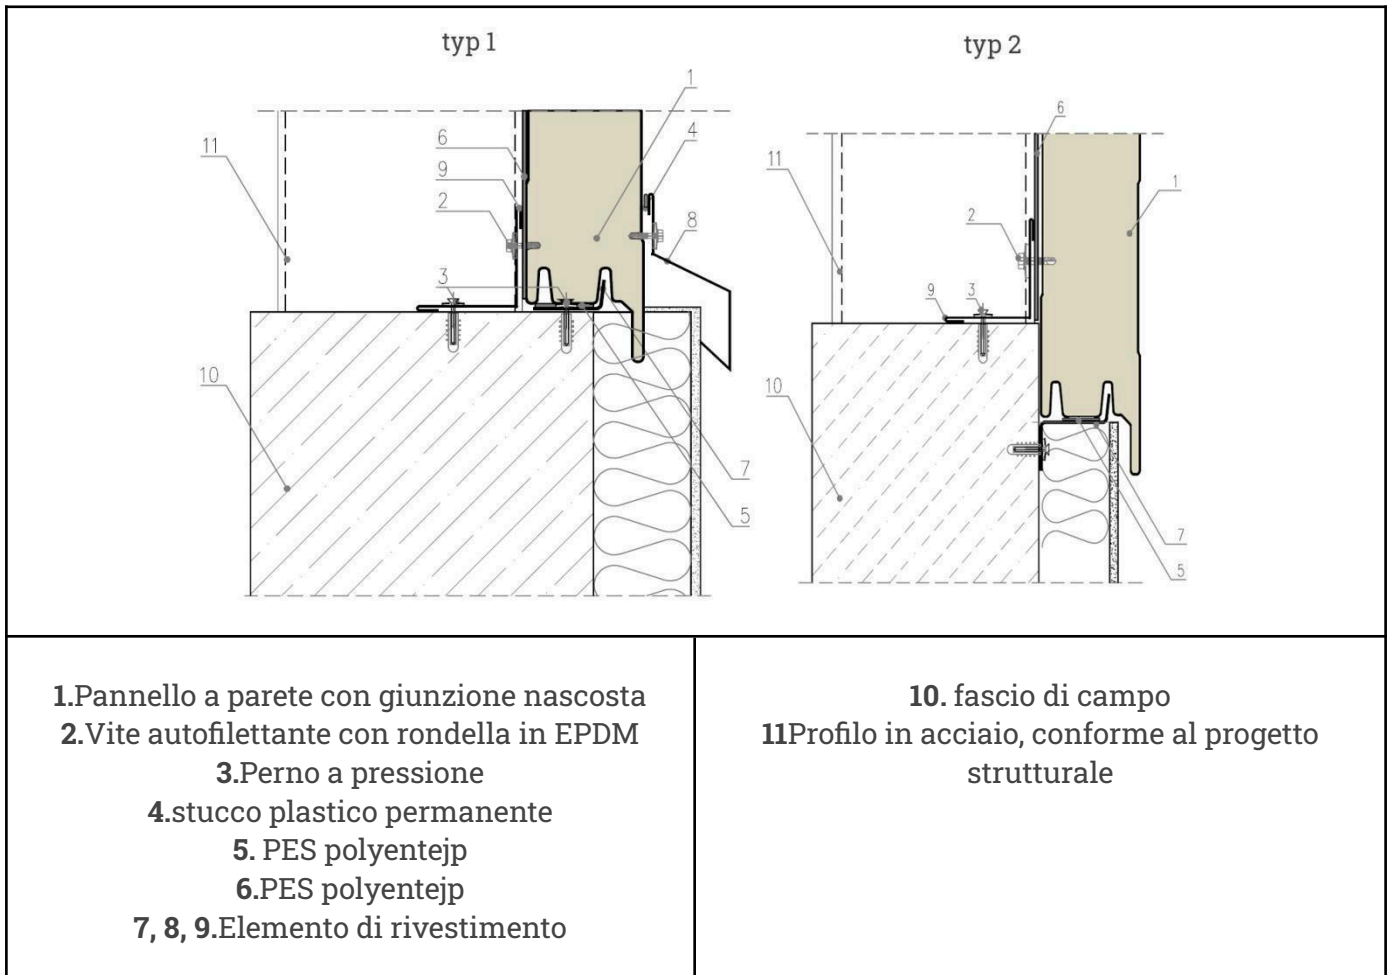 typ 1
typ 2
1
6
4
11
9
2
8
3
10
7
5
6
11
1
2
9
3
10
7
5
1.Pannello a parete con giunzione nascosta
2.Vite autofilettante con rondella in EPDM
3.Perno a pressione
4.stucco plastico permanente
5. PES polyentejp
6.PES polyentejp
7, 8, 9.Elemento di rivestimento
10. fascio di campo
11Profilo in acciaio, conforme al progetto
strutturale